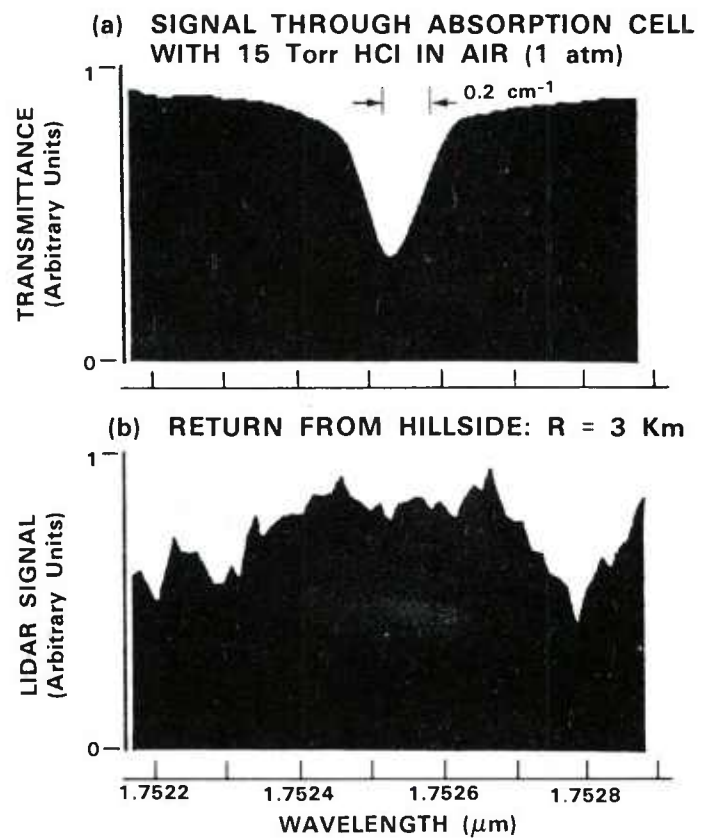 (a) SIGNAL THROUGH ABSORPTION CELL
WITH 15 Torr HCl IN AIR (1 atm)
1
0.2 cm-1
TRANSMITTANCE
(Arbitrary Units)
0
(b) RETURN FROM HILLSIDE: R = 3 Km
1
LIDAR SIGNAL
(Arbitrary Units)
0
1.7522 1.7524 1.7526 1.7528
WAVELENGTH (μm)